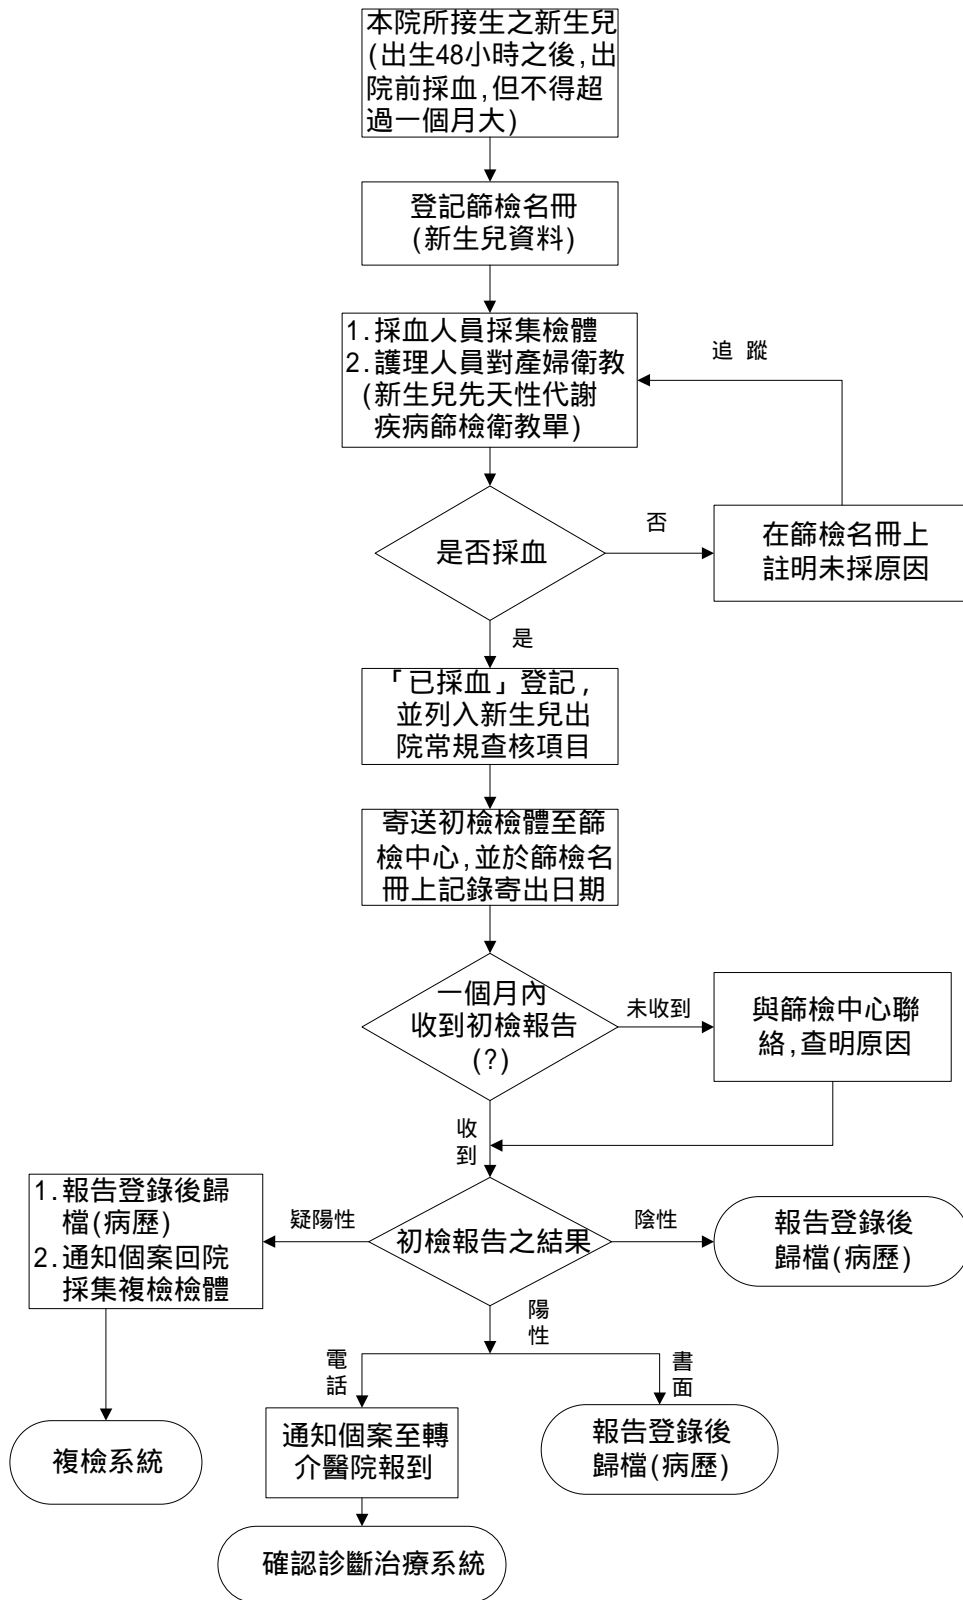 本院所接生之新生兒
(出生48小時之後,出
院前採血,但不得超
過一個月大)
登記篩檢名冊
(新生兒資料)
1.採血人員採集檢體
2.護理人員對產婦衛教
(新生兒先天性代謝
疾病篩檢衛教單)
追 蹤
是否採血
否
在篩檢名冊上
註明未採原因
是
「已採血」登記,
並列入新生兒出
院常規查核項目
寄送初檢檢體至篩
檢中心,並於篩檢名
冊上記錄寄出日期
一個月內
收到初檢報告
(?)
未收到
與篩檢中心聯
絡,查明原因
收
到
初檢報告之結果
疑陽性
1.報告登錄後歸
檔(病歷)
2.通知個案回院
採集複檢檢體
陰性
報告登錄後
歸檔(病歷)
陽
性
電
話
書
面
複檢系統
通知個案至轉
介醫院報到
報告登錄後
歸檔(病歷)
確認診斷治療系統